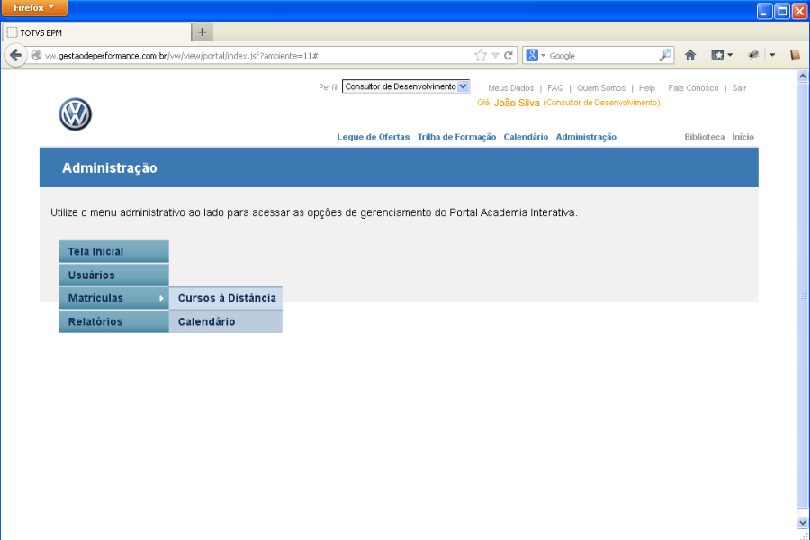 Firefox
TOTVS EPM
vw.gestaodeperformance.com.br/vw/view/portal/index.jsf?ambiente=11#
Google
Perfil Consultor de Desenvolvimento Meus Dados | FAQ | Quem Somos | Help Fale Conosco | Sair
Olá João Silva (Consultor de Desenvolvimento)
Leque de Ofertas Trilha de Formação Calendário Administração Biblioteca Início
Administração
Utilize o menu administrativo ao lado para acessar as opções de gerenciamento do Portal Academia Interativa.
Tela Inicial
Usuários
Matrículas Cursos à Distância
Relatórios Calendário